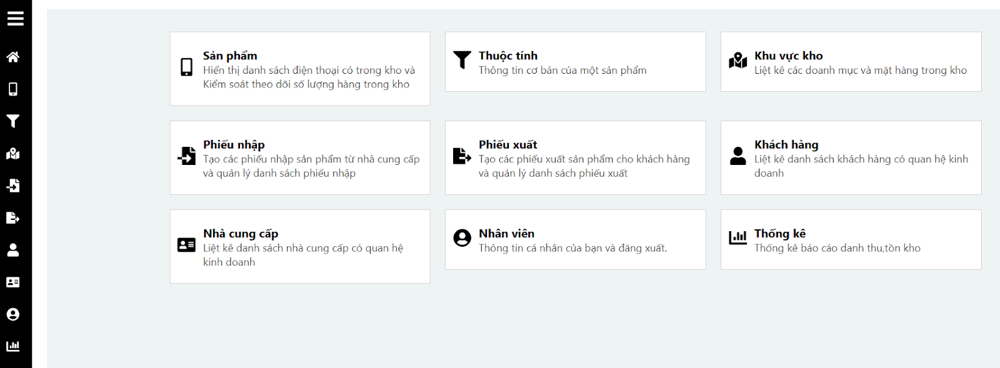 Sản phẩm
Hiển thị danh sách điện thoại có trong kho và
Kiểm soát theo dõi số lượng hàng trong kho
Thuộc tính
Thông tin cơ bản của một sản phẩm
Khu vực kho
Liệt kê các doanh mục và mặt hàng trong kho
Phiếu nhập
Tạo các phiếu nhập sản phẩm từ nhà cung cấp
và quản lý danh sách phiếu nhập
Phiếu xuất
Tạo các phiếu xuất sản phẩm cho khách hàng
và quản lý danh sách phiếu xuất
Khách hàng
Liệt kê danh sách khách hàng có quan hệ kinh
doanh
Nhà cung cấp
Liệt kê danh sách nhà cung cấp có quan hệ
kinh doanh
Nhân viên
Thông tin cá nhân của bạn và đăng xuất.
Thống kê
Thống kê báo cáo danh thu,tồn kho